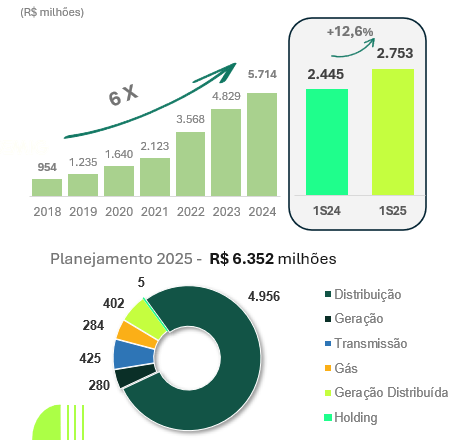 (R$ milhões)
6 X
954
1.235
1.640
2.123
3.568
4.829
5.714
2018
2019
2020
2021
2022
2023
2024
+12,6%
2.445
2.753
1S24
1S25
Planejamento 2025 - R$ 6.352 milhões
5
402
284
425
280
4.956
Distribuição
Geração
Transmissão
Gás
Geração Distribuída
Holding